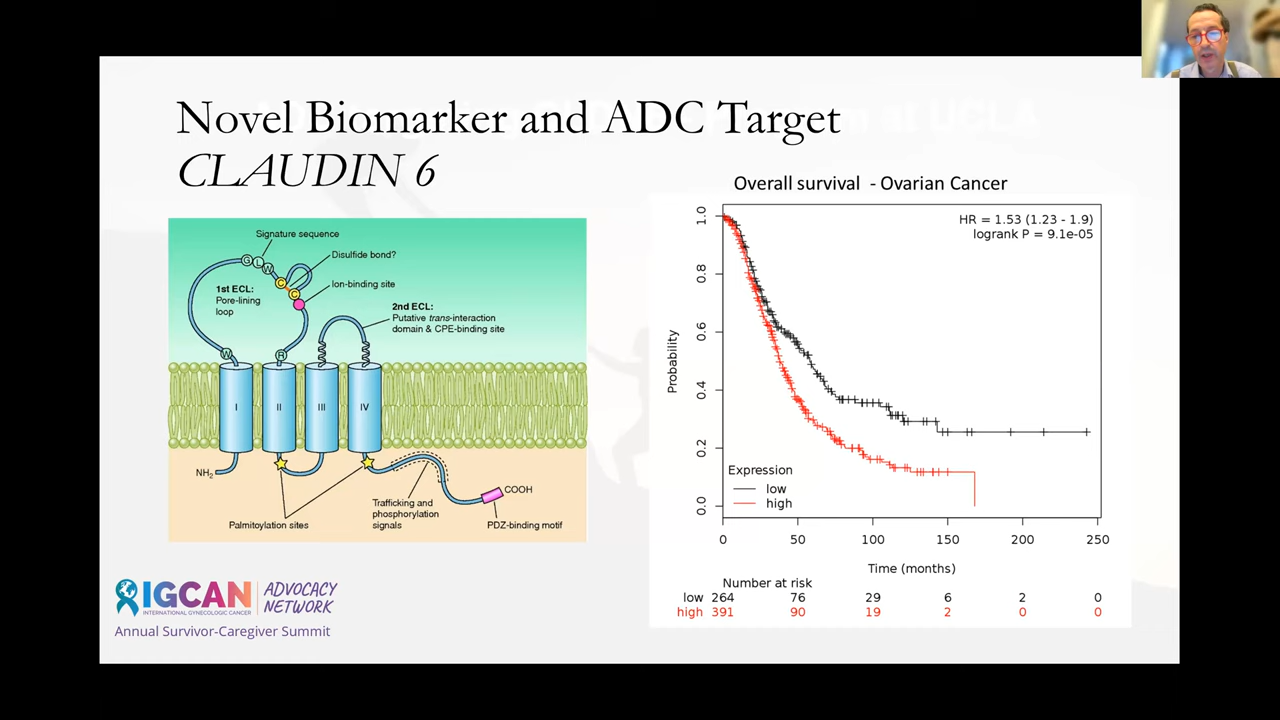 Novel Biomarker and ADC Target
CLAUDIN 6
Signature sequence
Disulfide bond?
Ion-binding site
1st ECL:
Pore-lining
loop
2nd ECL:
Putative trans-interaction
domain & CPE-binding site
G
L
W
C
C
W
R
I
II
III
IV
NH2
COOH
Palmitoylation sites
Trafficking and
phosphorylation
signals
PDZ-binding motif
Overall survival - Ovarian Cancer
HR = 1.53 (1.23 - 1.9)
logrank P = 9.1e-05
Probability
1.0
0.8
0.6
0.4
0.2
0.0
Expression
low
high
0 50 100 150 200 250
Time (months)
Number at risk
low 264 76 29 6 2 0
high 391 90 19 2 0 0
IGCAN
INTERNATIONAL GYNECOLOGIC CANCER
ADVOCACY
NETWORK
Annual Survivor-Caregiver Summit
at UCLA